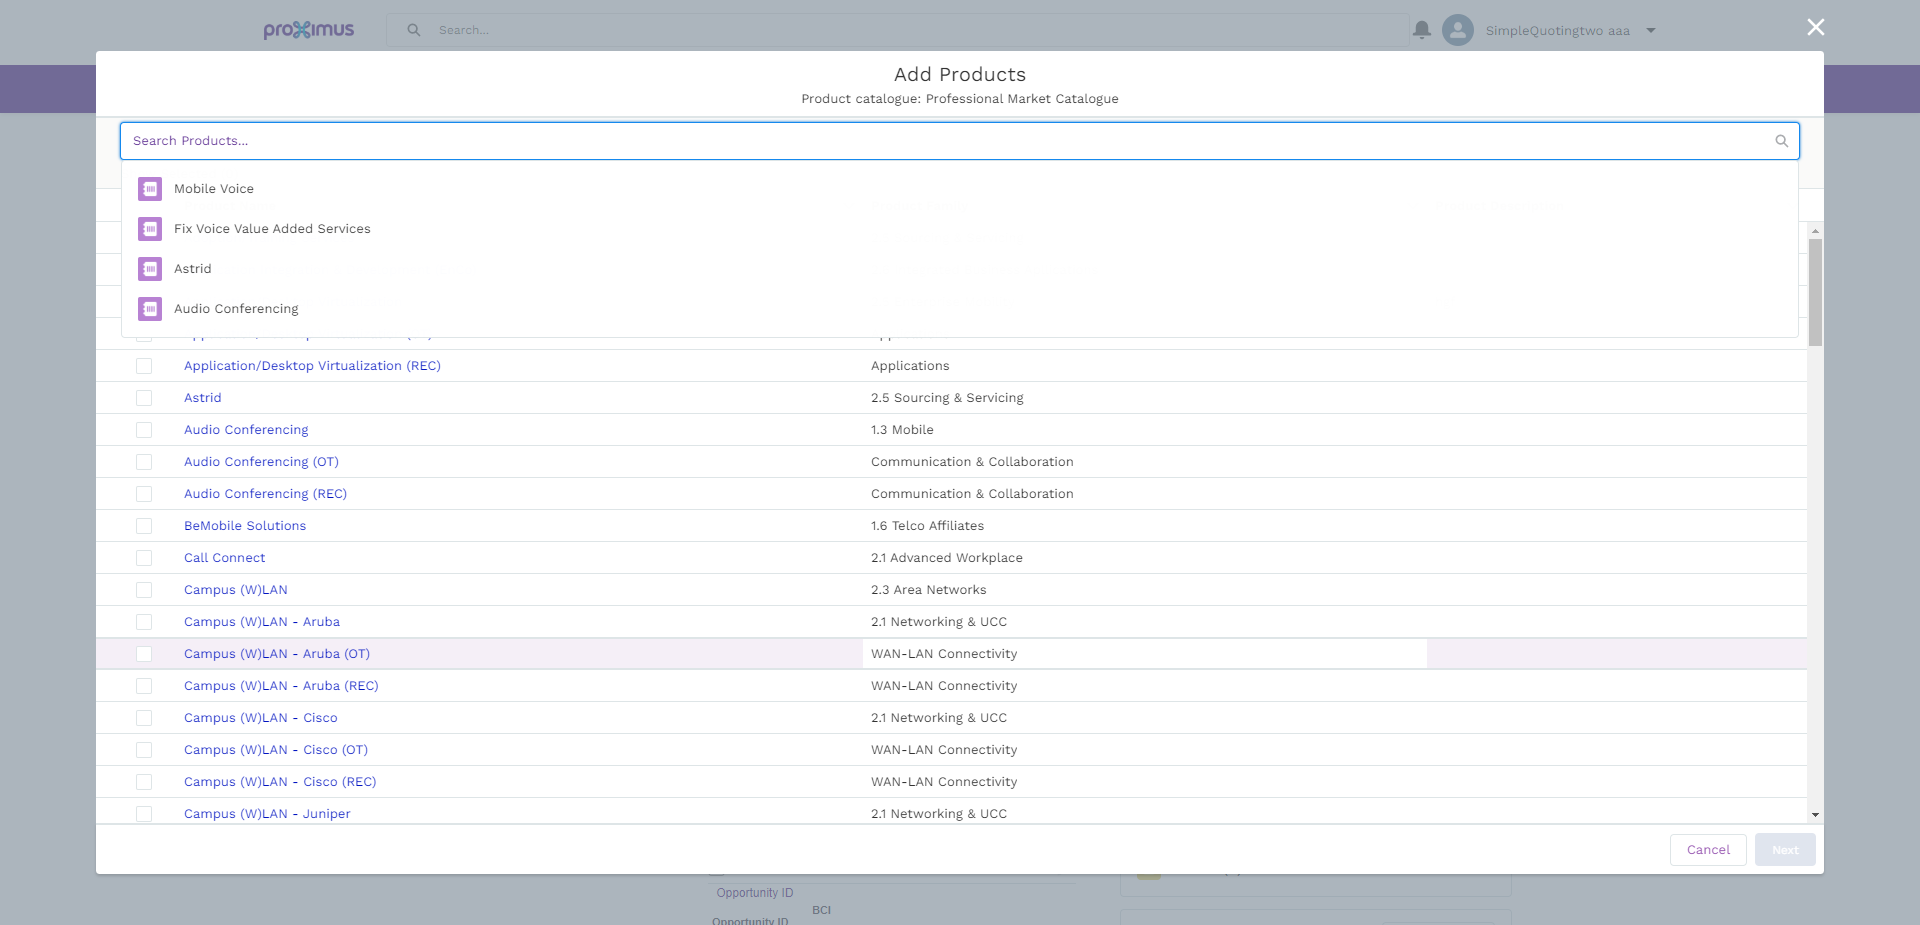 proximus
Search...
SimpleQuotingtwo aaa
Add Products
Product catalogue: Professional Market Catalogue
Search Products...
Mobile Voice
Fix Voice Value Added Services
Astrid
Audio Conferencing
Application/Desktop Virtualization (REC) Applications
Astrid 2.5 Sourcing & Servicing
Audio Conferencing 1.3 Mobile
Audio Conferencing (OT) Communication & Collaboration
Audio Conferencing (REC) Communication & Collaboration
BeMobile Solutions 1.6 Telco Affiliates
Call Connect 2.1 Advanced Workplace
Campus (W)LAN 2.3 Area Networks
Campus (W)LAN - Aruba 2.1 Networking & UCC
Campus (W)LAN - Aruba (OT) WAN-LAN Connectivity
Campus (W)LAN - Aruba (REC) WAN-LAN Connectivity
Campus (W)LAN - Cisco 2.1 Networking & UCC
Campus (W)LAN - Cisco (OT) WAN-LAN Connectivity
Campus (W)LAN - Cisco (REC) WAN-LAN Connectivity
Campus (W)LAN - Juniper 2.1 Networking & UCC
Cancel Next
Opportunity ID
BCI
Opportunity ID